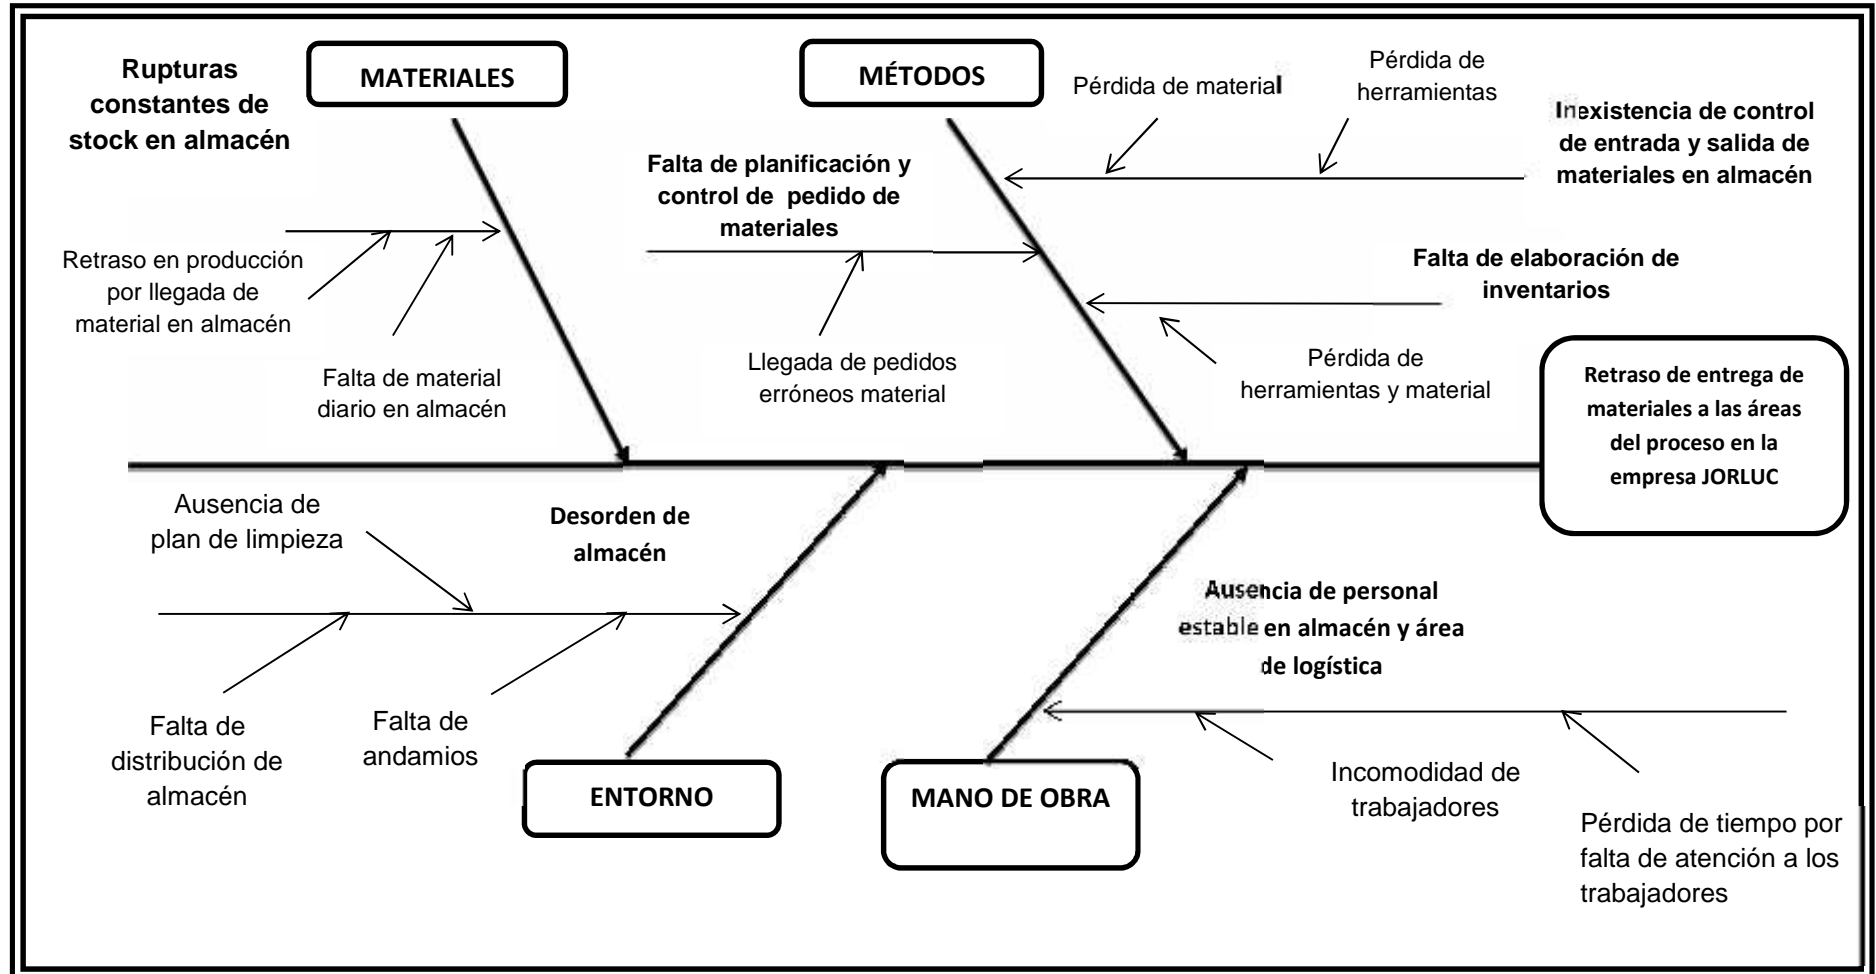 Rupturas
constantes de
stock en almacén
MATERIALES
Retraso en producción
por llegada de
material en almacén
Falta de material
diario en almacén
MÉTODOS
Falta de planificación y
control de pedido de
materiales
Llegada de pedidos
erróneos material
Pérdida de material
Pérdida de
herramientas
Inexistencia de control
de entrada y salida de
materiales en almacén
Falta de elaboración de
inventarios
Pérdida de
herramientas y material
Retraso de entrega de
materiales a las áreas
del proceso en la
empresa JORLUC
Ausencia de
plan de limpieza
Desorden de
almacén
Falta de
distribución de
almacén
Falta de
andamios
ENTORNO
Ausencia de personal
estable en almacén y área
de logística
MANO DE OBRA
Incomodidad de
trabajadores
Pérdida de tiempo por
falta de atención a los
trabajadores